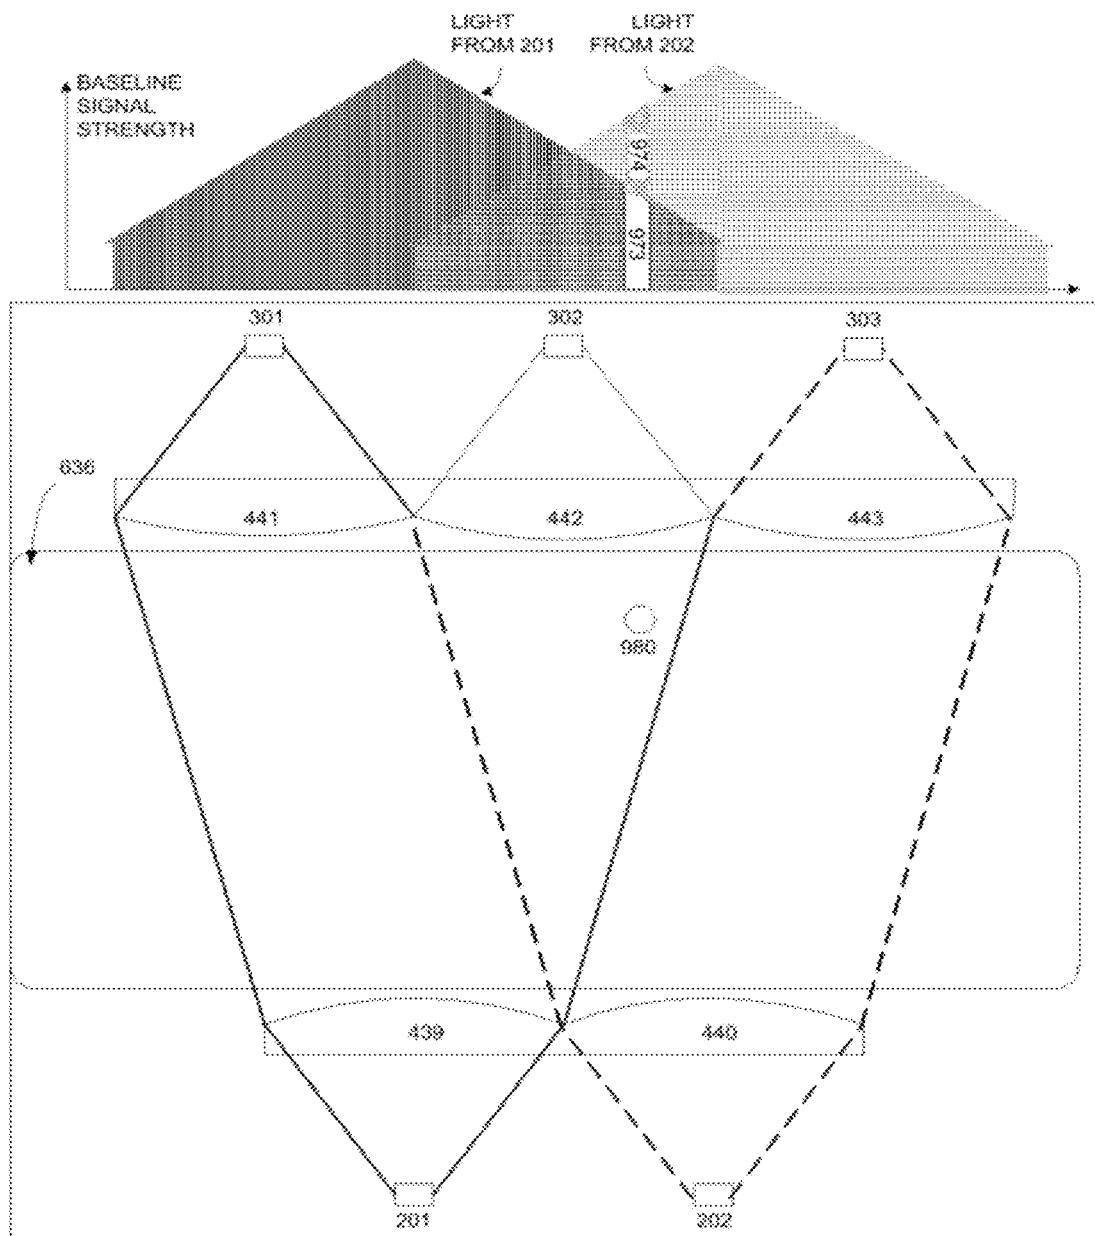 LIGHT
FROM 201
LIGHT
FROM 202
BASELINE
SIGNAL
STRENGTH
974
973
301
302
303
636
441
442
443
980
439
440
201
202